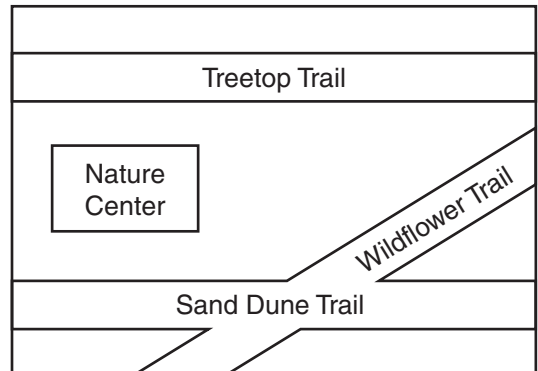 Treetop Trail
Nature
Center
Wildflower Trail
Sand Dune Trail